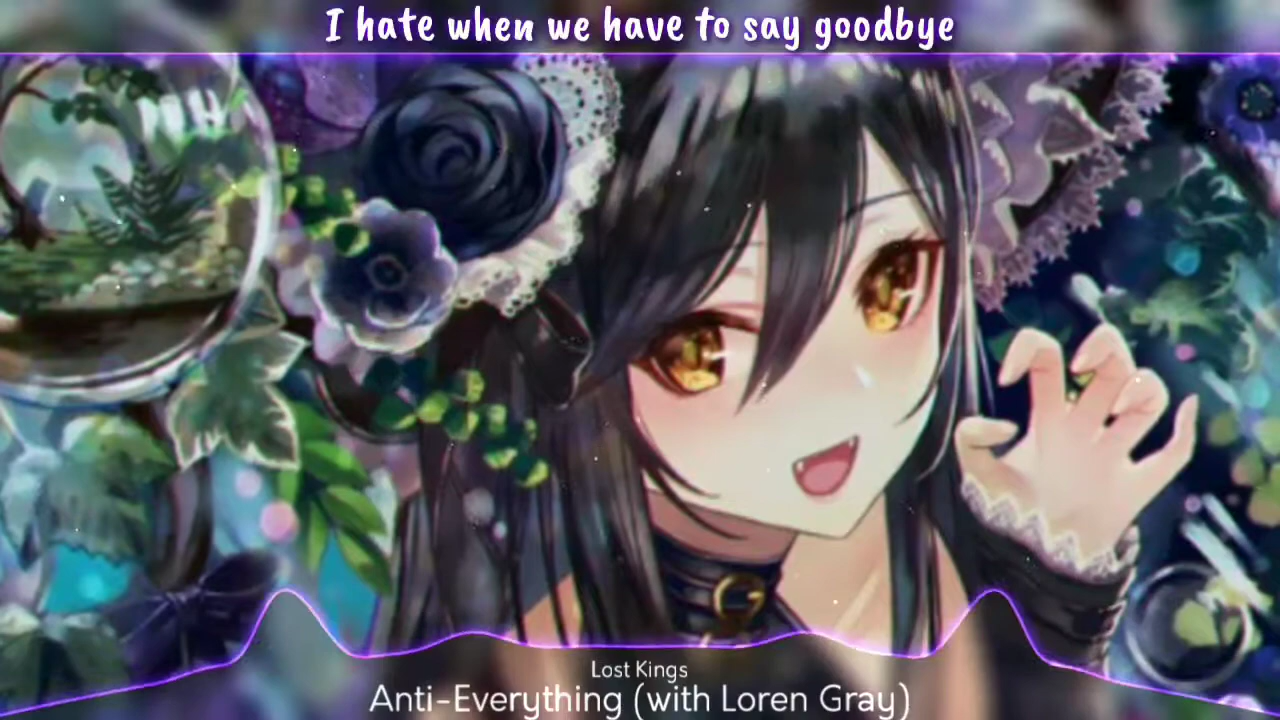 I hate when we have to say goodbye
Lost Kings
Anti-Everything (with Loren Gray)